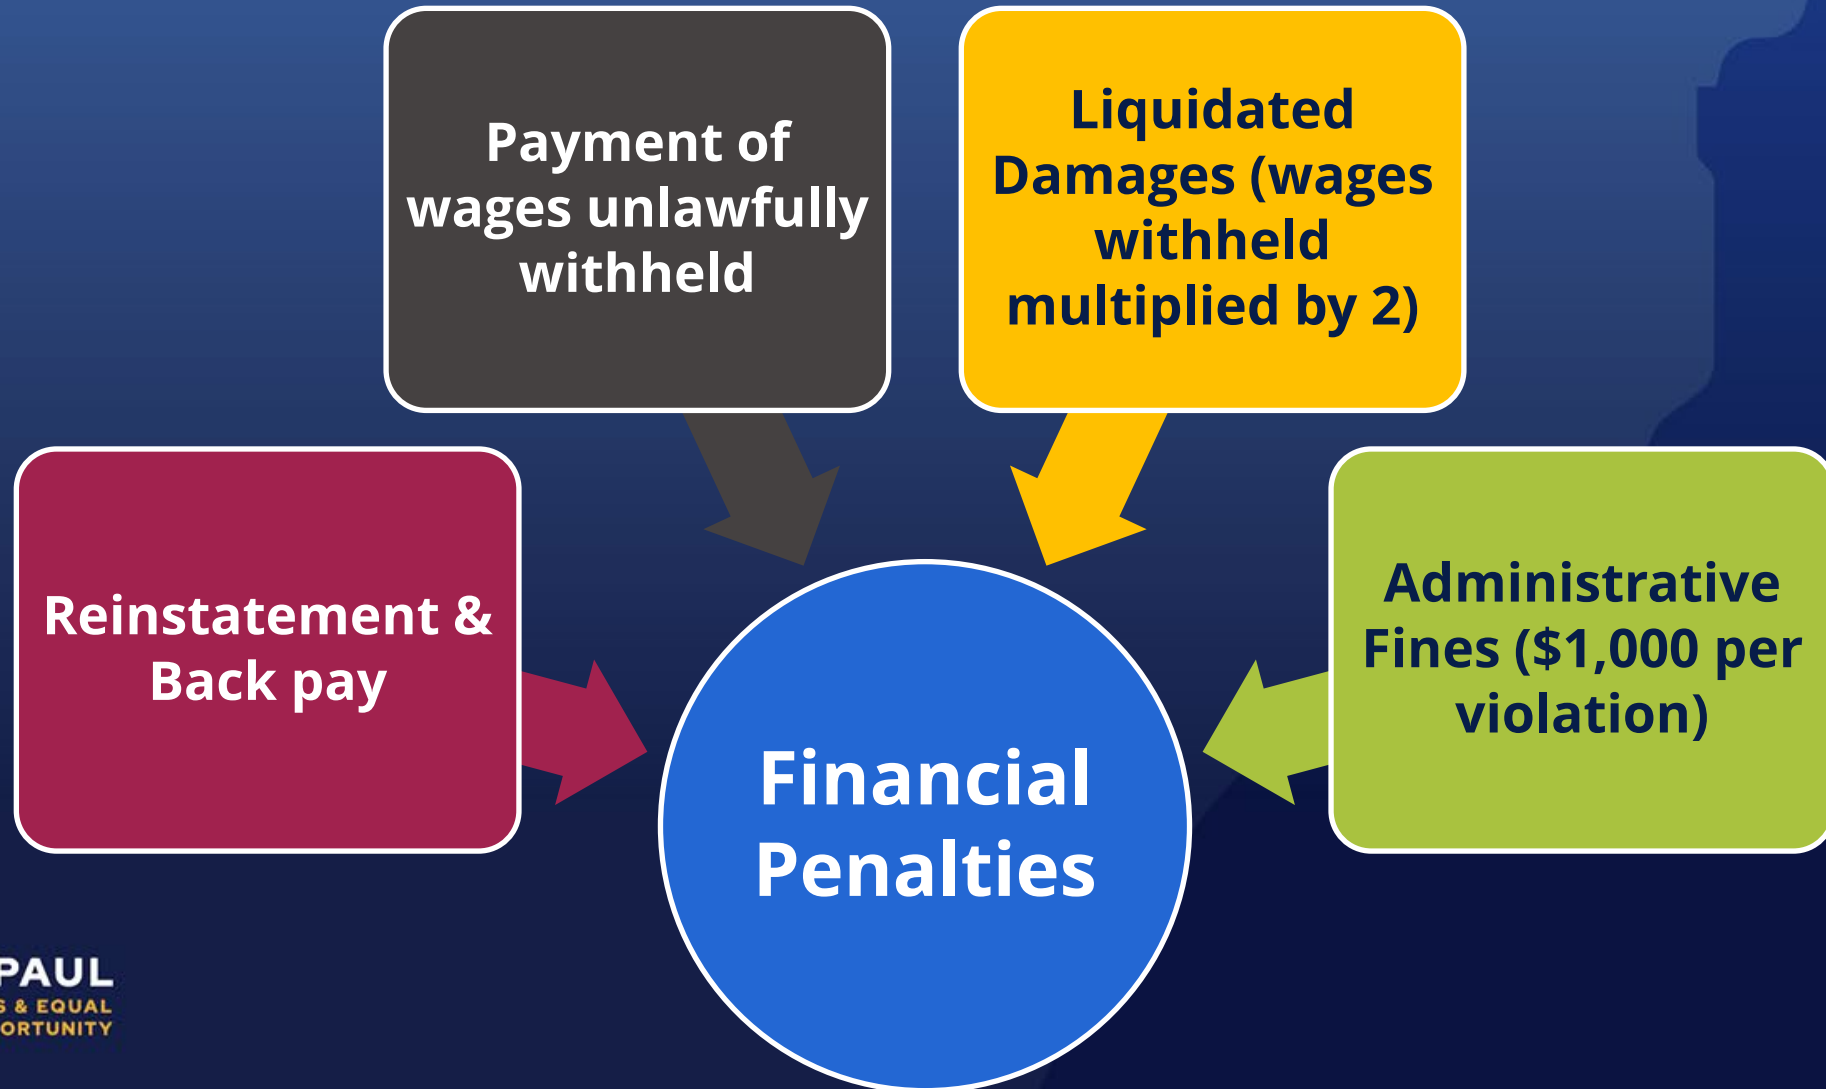 Payment of
wages unlawfully
withheld
Liquidated
Damages (wages
withheld
multiplied by 2)
Reinstatement &
Back pay
Administrative
Fines ($1,000 per
violation)
Financial
Penalties
PAUL
& EQUAL